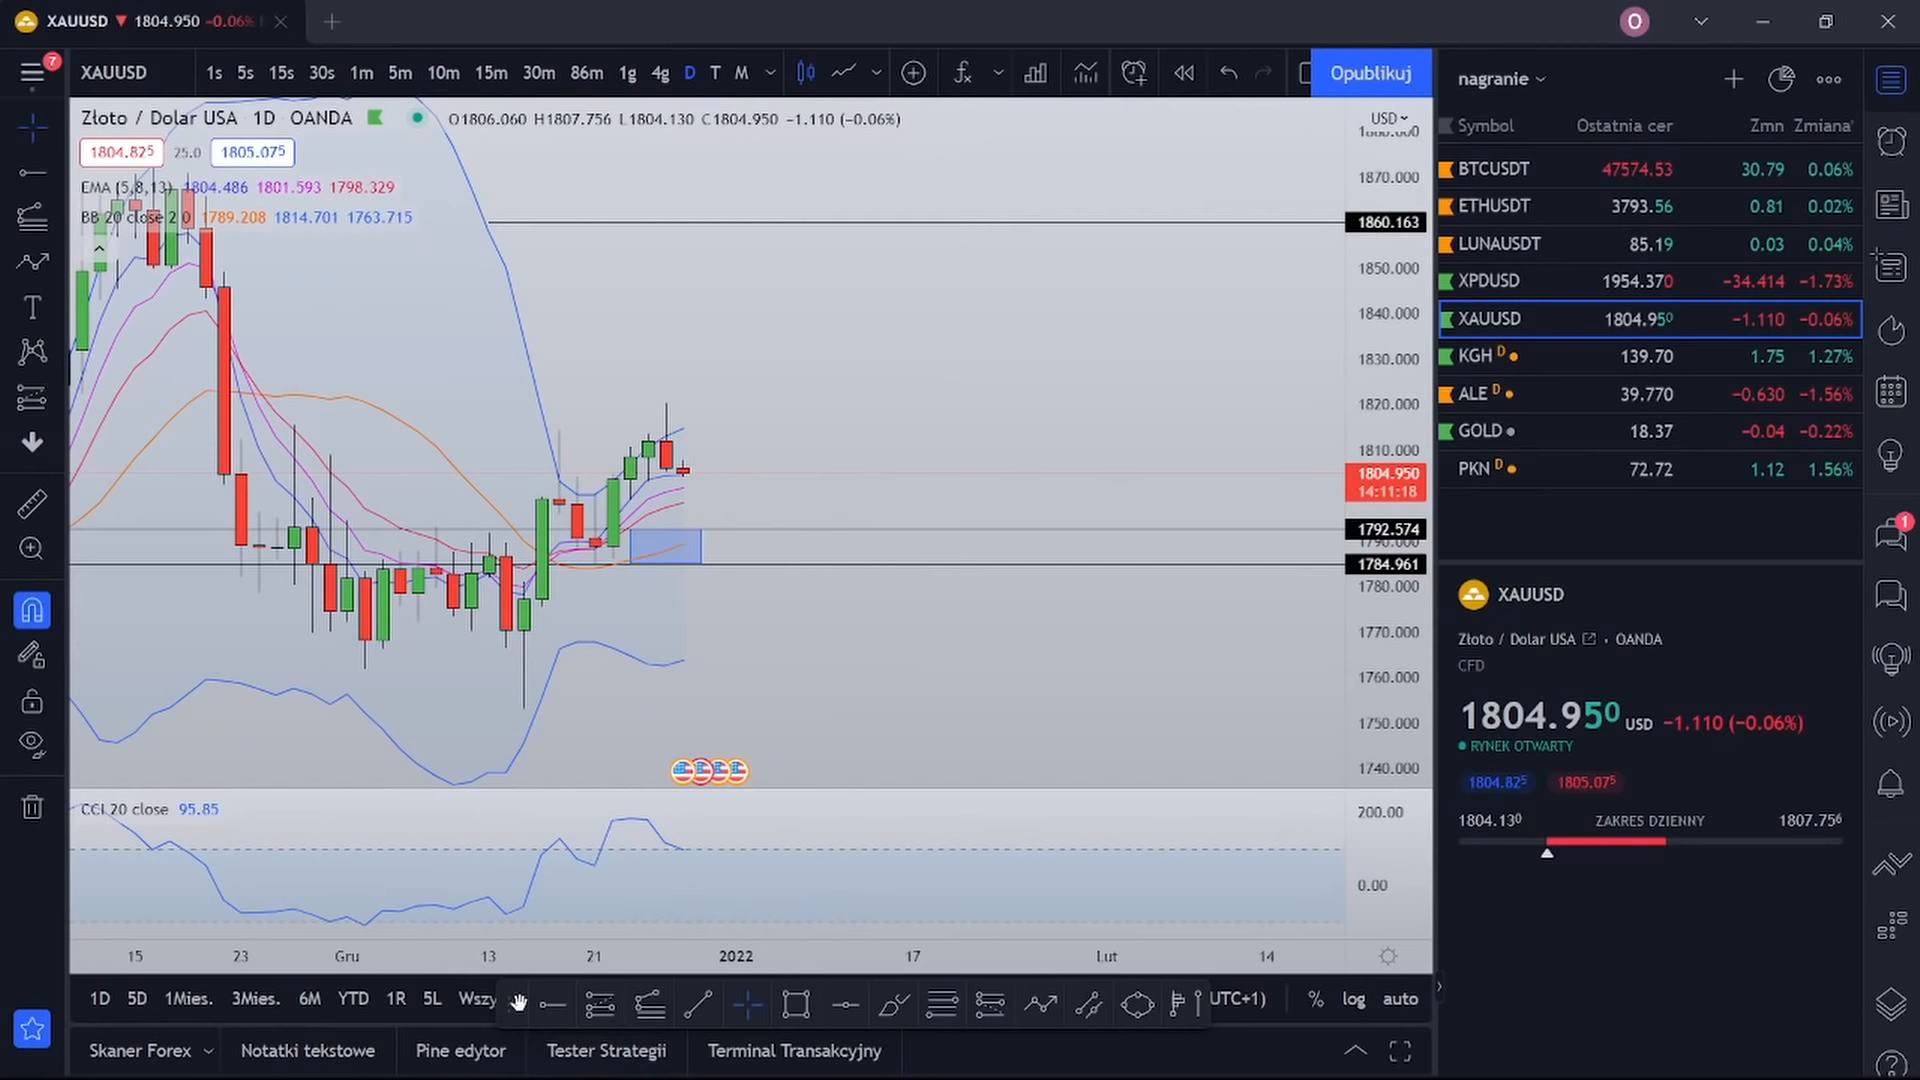 XAUUSD ▼ 1804.950 −0.06%
O
7
XAUUSD
1s 5s 15s 30s 1m 5m 10m 15m 30m 86m 1g 4g D T M
Opublikuj
nagranie
Złoto / Dolar USA · 1D · OANDA
O1806.060 H1807.756 L1804.130 C1804.950 −1.110 (−0.06%)
1804.825 25.0 1805.075
EMA (5,8,13) 1804.486 1801.593 1798.329
BB 20 close 2 0 1789.208 1814.701 1763.715
USD
1870.000
1860.163
1850.000
1840.000
1830.000
1820.000
1810.000
1804.950
14:11:18
1792.574
1790.000
1784.961
1780.000
1770.000
1760.000
1750.000
1740.000
CCI 20 close 95.85
200.00
0.00
15 23 Gru 13 21 2022 17 Lut 14
1D 5D 1Mies. 3Mies. 6M YTD 1R 5L Wszy
UTC+1) % log auto
Skaner Forex Notatki tekstowe Pine edytor Tester Strategii Terminal Transakcyjny
Symbol Ostatnia cer Zmn Zmiana
BTCUSDT 47574.53 30.79 0.06%
ETHUSDT 3793.56 0.81 0.02%
LUNAUSDT 85.19 0.03 0.04%
XPDUSD 1954.370 −34.414 −1.73%
XAUUSD 1804.950 −1.110 −0.06%
KGH D 139.70 1.75 1.27%
ALE D 39.770 −0.630 −1.56%
GOLD 18.37 −0.04 −0.22%
PKN D 72.72 1.12 1.56%
1
XAUUSD
Złoto / Dolar USA · OANDA
CFD
1804.950 USD −1.110 (−0.06%)
RYNEK OTWARTY
1804.825 1805.075
1804.130 ZAKRES DZIENNY 1807.756